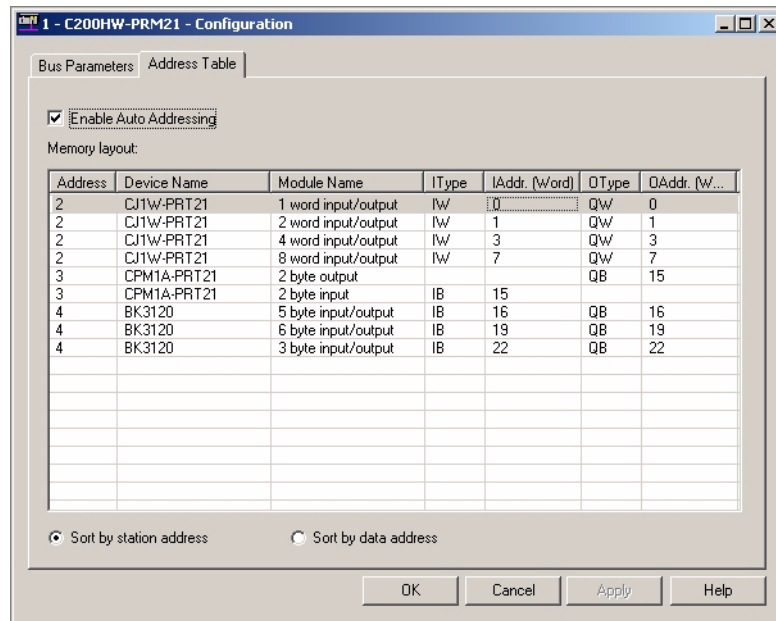 1 - C200HW-PRM21 - Configuration
Bus Parameters Address Table
Enable Auto Addressing
Memory layout:
Address Device Name Module Name IType IAddr. (Word) OType OAddr. (W...
2 CJ1W-PRT21 1 word input/output IW 0 QW 0
2 CJ1W-PRT21 2 word input/output IW 1 QW 1
2 CJ1W-PRT21 4 word input/output IW 3 QW 3
2 CJ1W-PRT21 8 word input/output IW 7 QW 7
3 CPM1A-PRT21 2 byte output QB 15
3 CPM1A-PRT21 2 byte input IB 15
4 BK3120 5 byte input/output IB 16 QB 16
4 BK3120 6 byte input/output IB 19 QB 19
4 BK3120 3 byte input/output IB 22 QB 22
Sort by station address Sort by data address
OK Cancel Apply Help